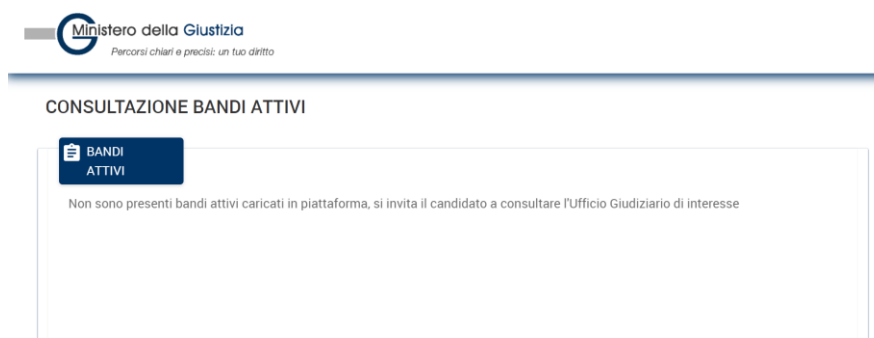 Ministero della Giustizia
Percorsi chiari e precisi: un tuo diritto
CONSULTAZIONE BANDI ATTIVI
BANDI
ATTIVI
Non sono presenti bandi attivi caricati in piattaforma, si invita il candidato a consultare l'Ufficio Giudiziario di interesse